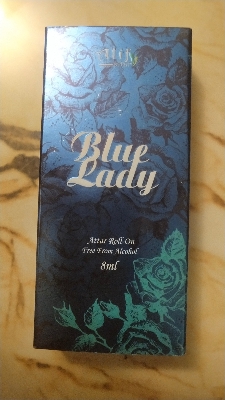 Blue
Lady
Attar Roll On
Free From Alcohol
8ml